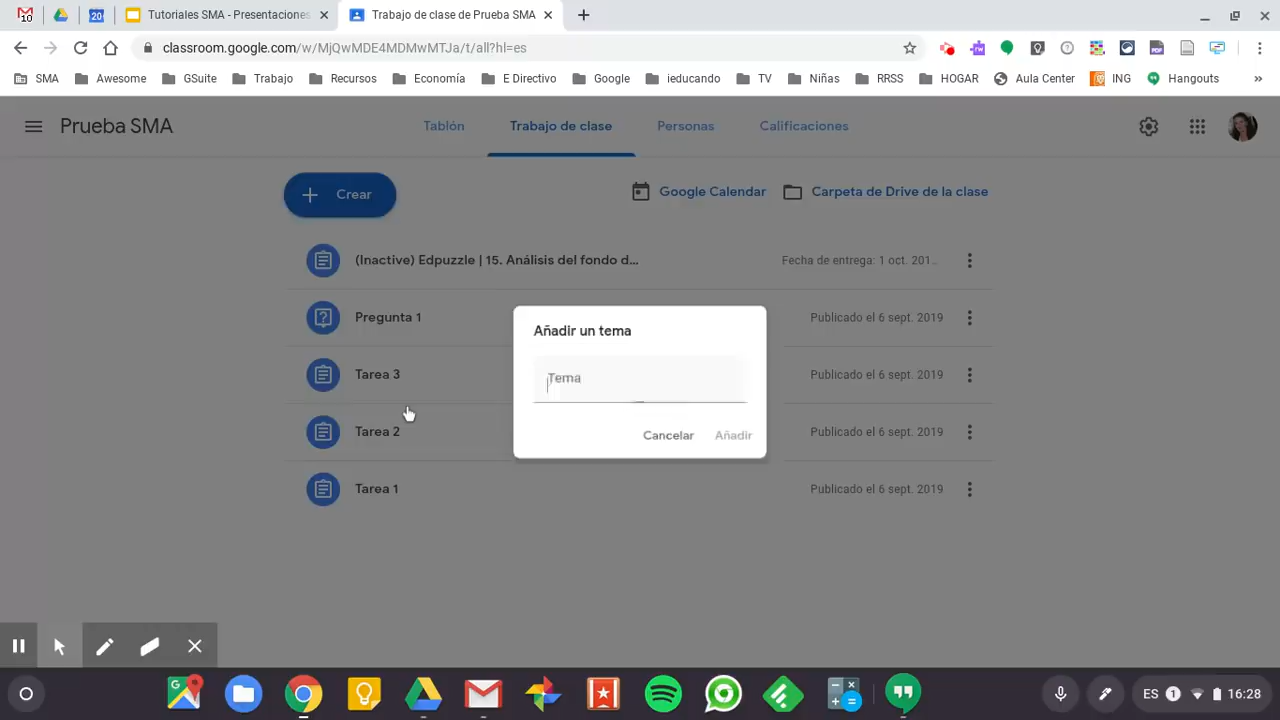 10
20
Tutoriales SMA - Presentaciones
Trabajo de clase de Prueba SMA
classroom.google.com/w/MjQwMDE4MDMwMTJa/t/all?hl=es
SMA
Awesome
GSuite
Trabajo
Recursos
Economía
E Directivo
Google
ieducando
TV
Niñas
RRSS
HOGAR
Aula Center
ING
Hangouts
»
Prueba SMA
Tablón
Trabajo de clase
Personas
Calificaciones
+ Crear
Google Calendar
Carpeta de Drive de la clase
(Inactive) Edpuzzle | 15. Análisis del fondo d...
Fecha de entrega: 1 oct. 201...
Pregunta 1
Publicado el 6 sept. 2019
Tarea 3
Publicado el 6 sept. 2019
Tarea 2
Publicado el 6 sept. 2019
Tarea 1
Publicado el 6 sept. 2019
Añadir un tema
Tema
Cancelar
Añadir
ES 1 16:28